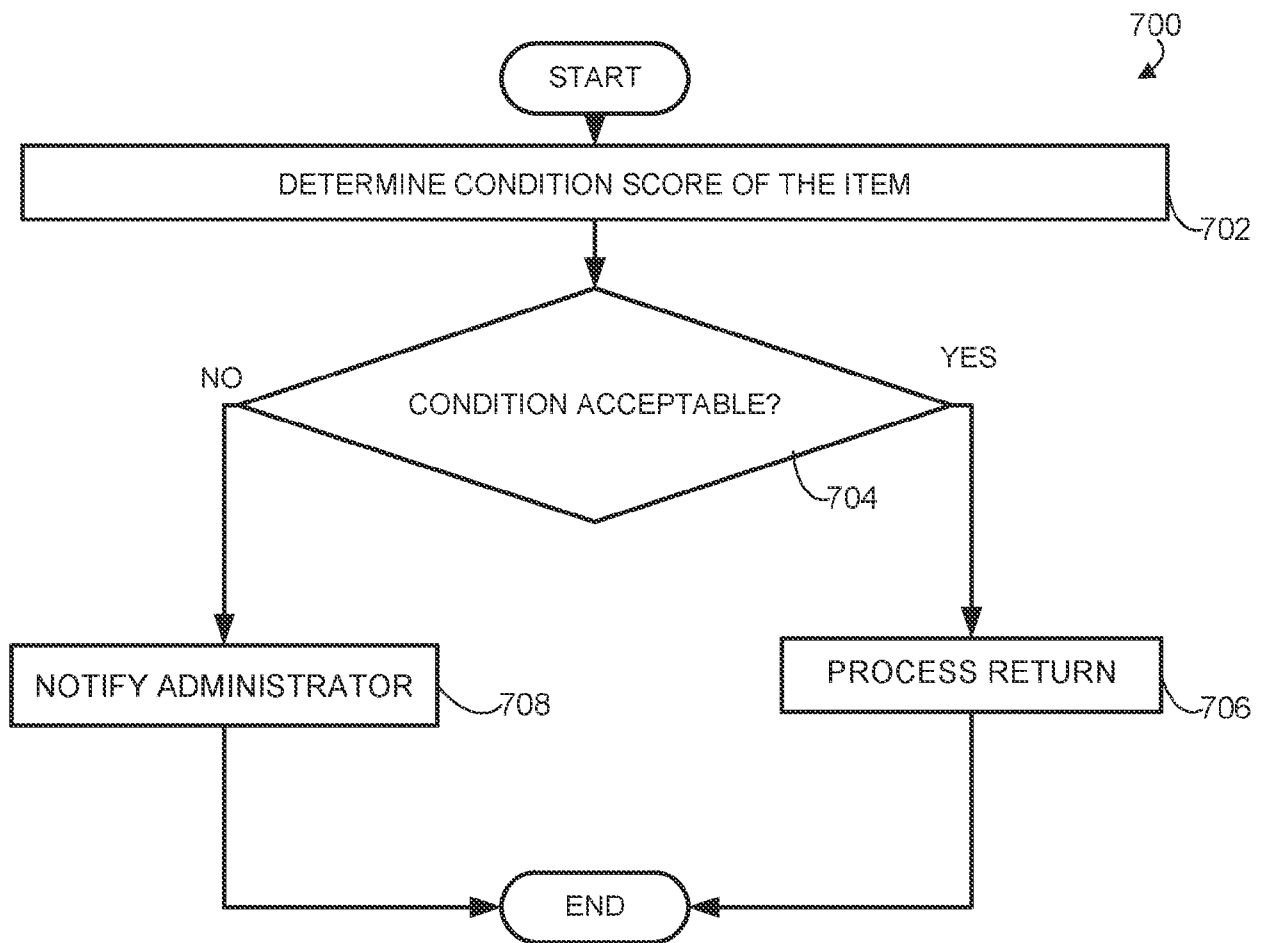 700
START
DETERMINE CONDITION SCORE OF THE ITEM
702
NO
YES
CONDITION ACCEPTABLE?
704
NOTIFY ADMINISTRATOR
708
PROCESS RETURN
706
END